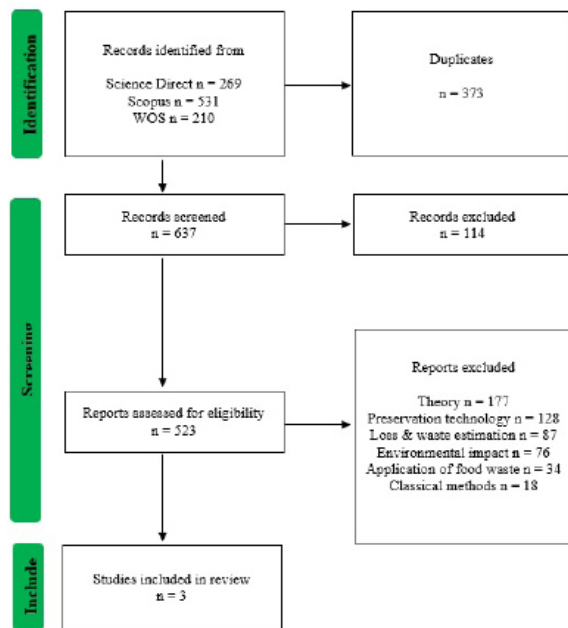 Identification
Records identified from
Science Direct n = 269
Scopus n = 531
WOS n = 210
Duplicates
n = 373
Screening
Records screened
n = 637
Records excluded
n = 114
Reports assessed for eligibility
n = 523
Reports excluded
Theory n = 177
Preservation technology n = 128
Loss & waste estimation n = 87
Environmental impact n = 76
Application of food waste n = 34
Classical methods n = 18
Include
Studies included in review
n = 3